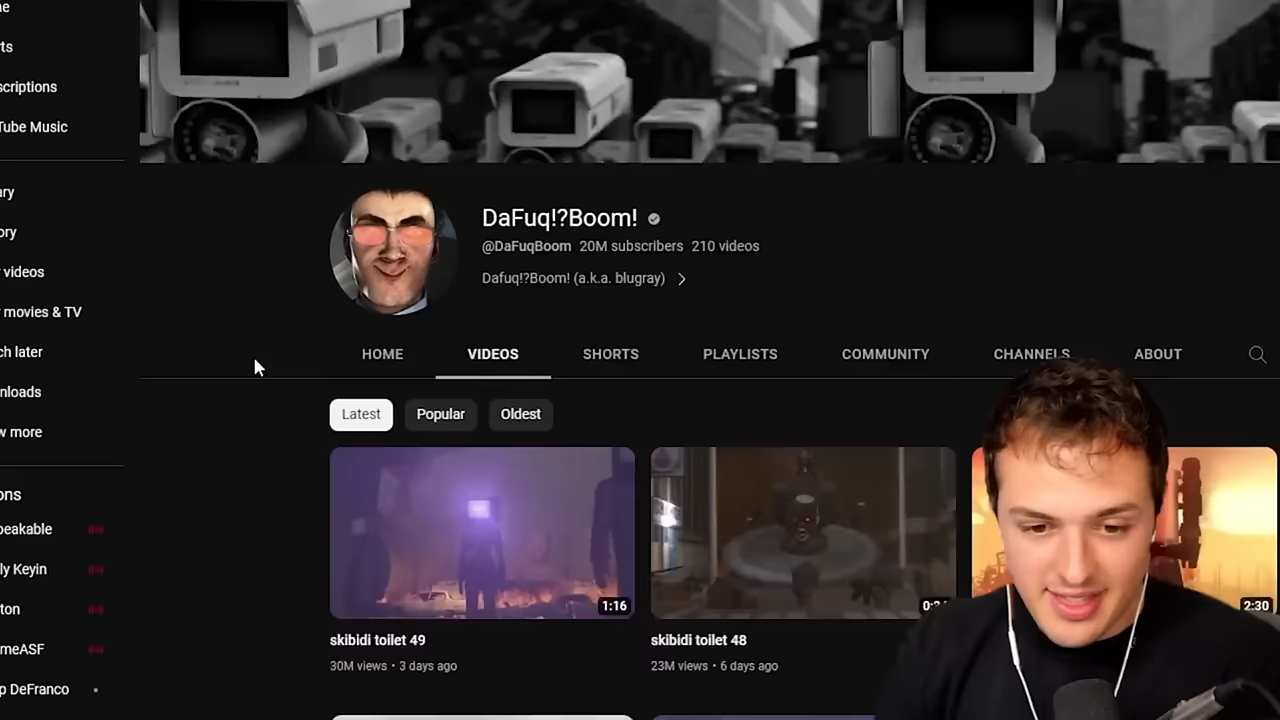 ne
rts
scriptions
Tube Music
ary
ory
r videos
r movies & TV
ch later
nloads
w more
ons
peakable
ly Keyin
ton
meASF
p DeFranco
DaFuq!?Boom!
@DaFuqBoom 20M subscribers 210 videos
Dafuq!?Boom! (a.k.a. blugray)
HOME VIDEOS SHORTS PLAYLISTS COMMUNITY CHANNELS ABOUT
Latest Popular Oldest
1:16 2:30
skibidi toilet 49 skibidi toilet 48
30M views • 3 days ago 23M views • 6 days ago